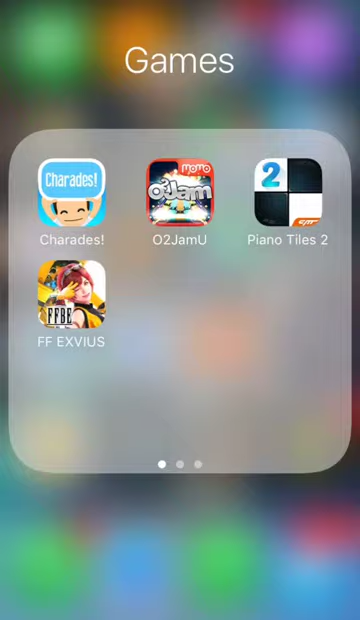 Games
Charades!
MOMO
O2Jam
2
Charades!
O2JamU
Piano Tiles 2
FFBE
FF EXVIUS